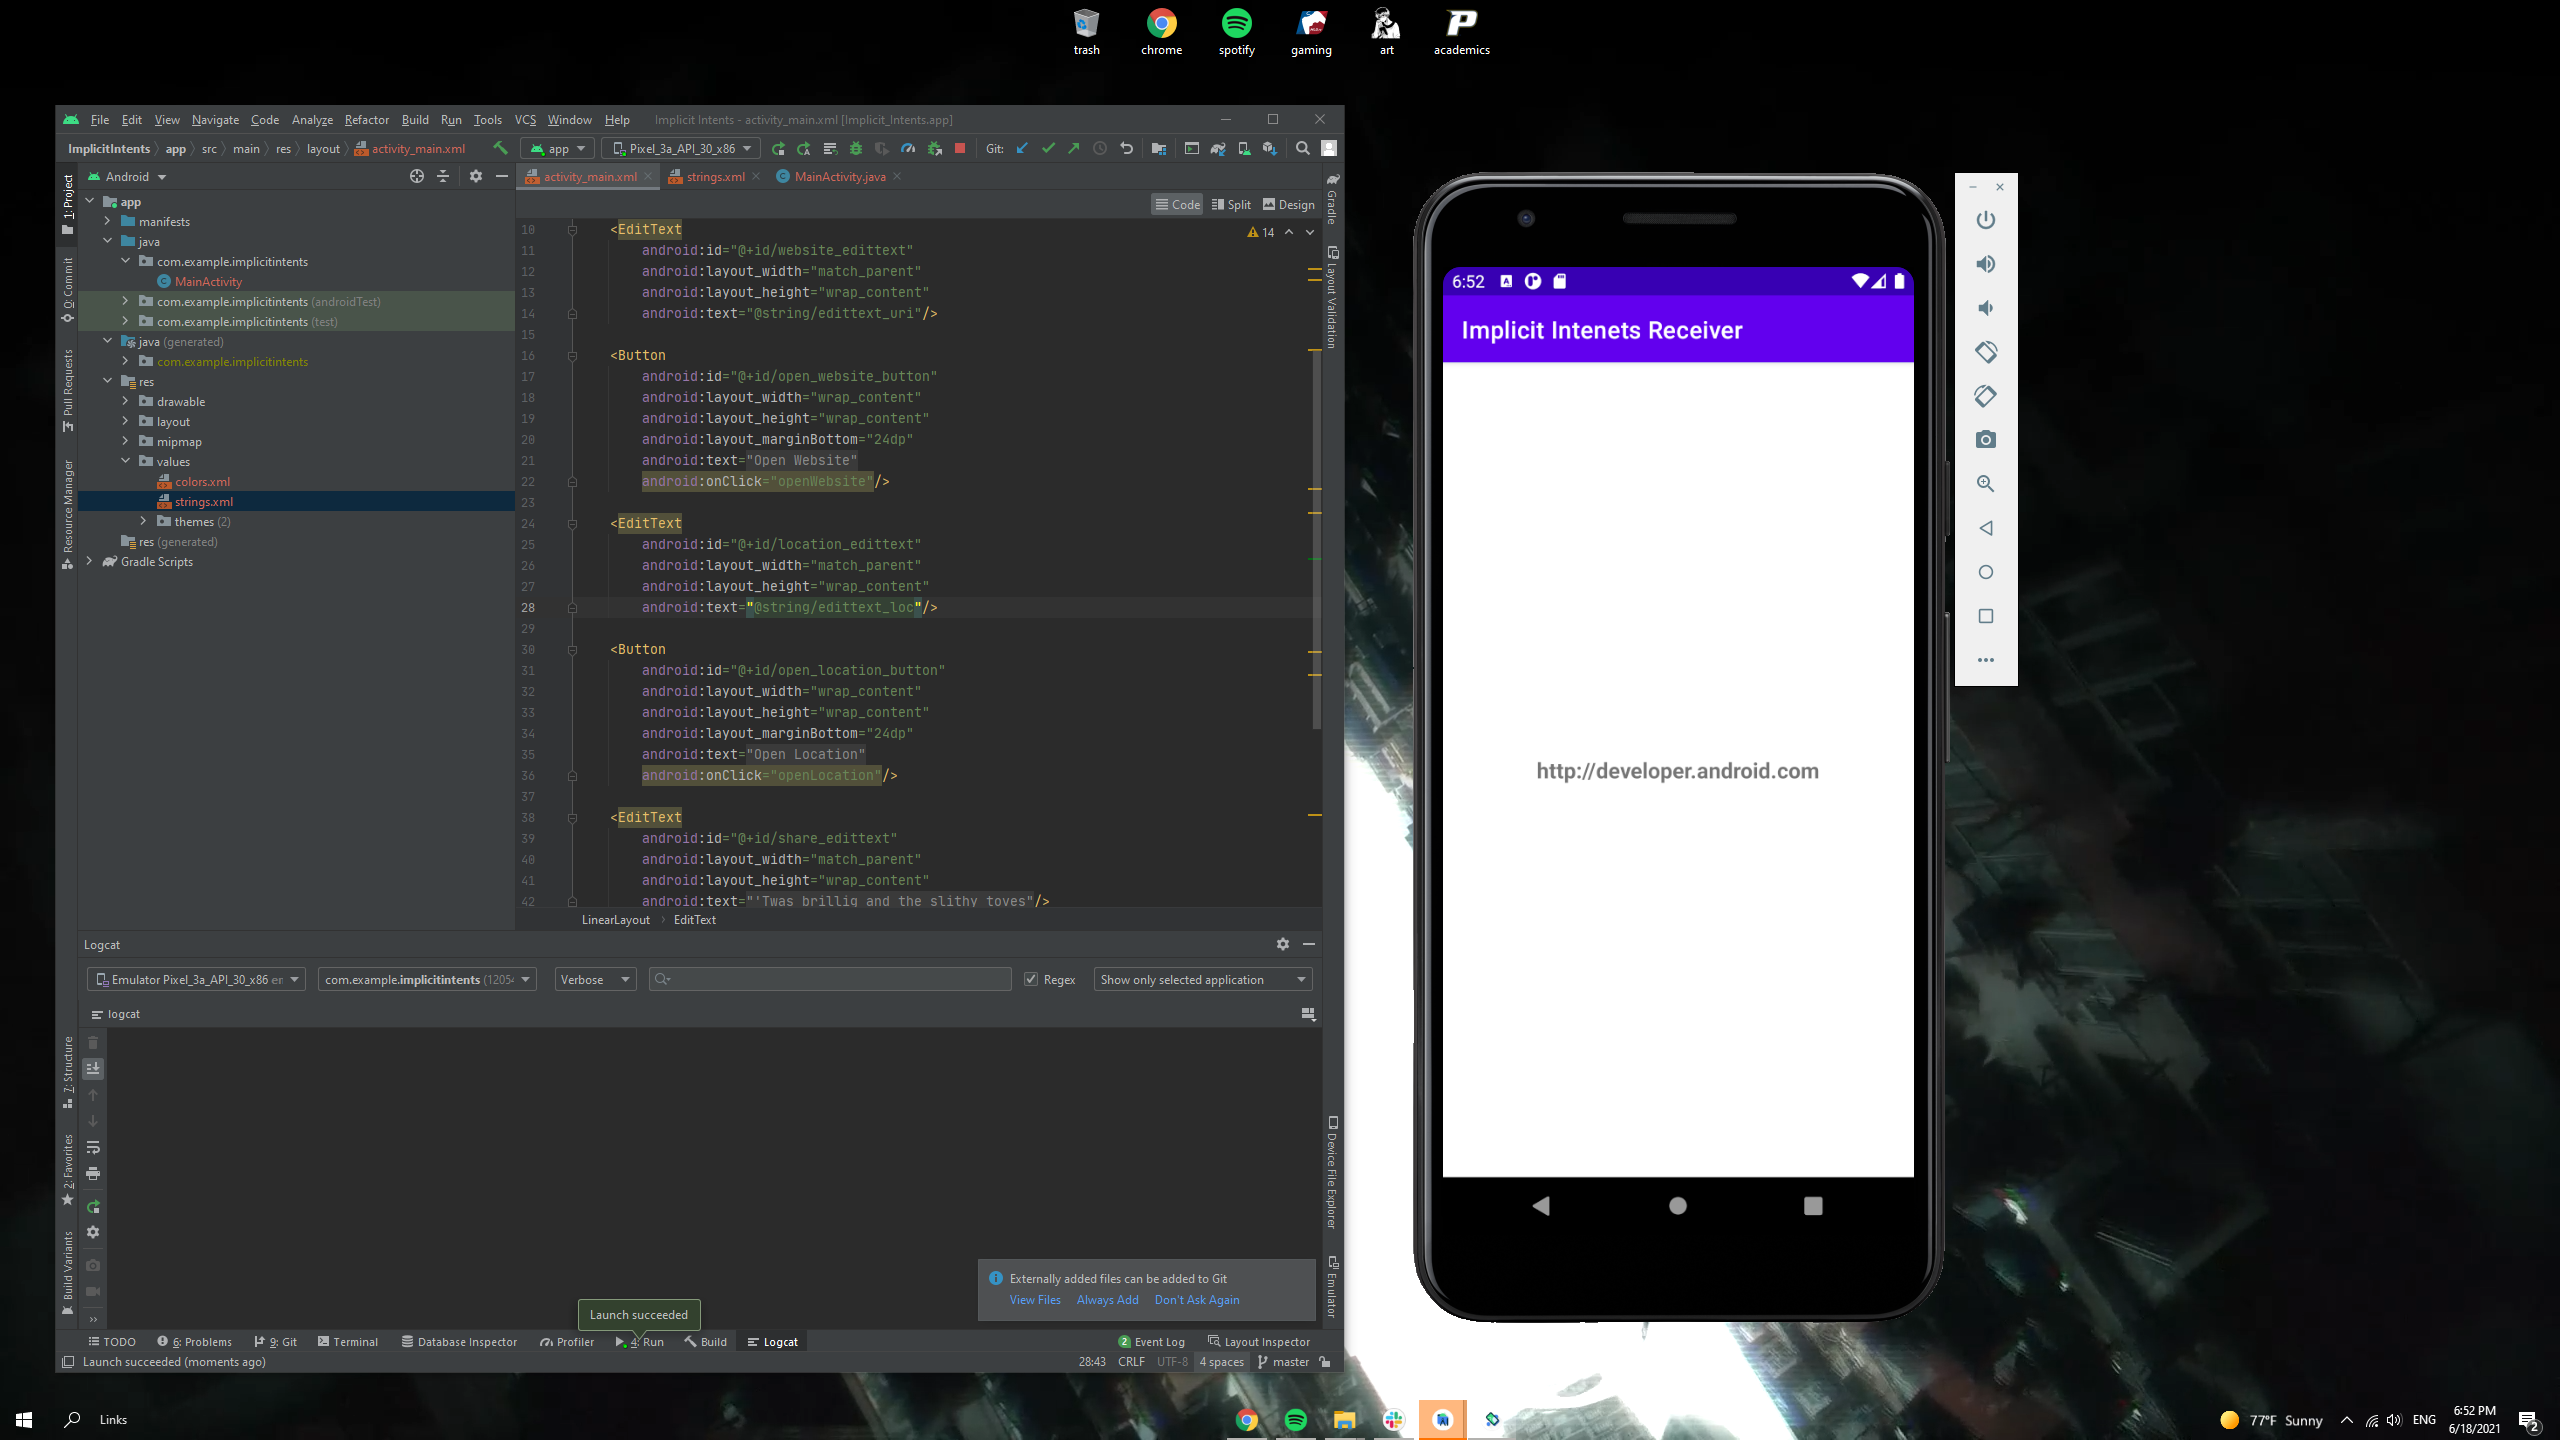 trash
chrome
spotify
gaming
art
academics
File Edit View Navigate Code Analyze Refactor Build Run Tools VCS Window Help Implicit Intents - activity_main.xml [Implicit_Intents.app]
ImplicitIntents app src main res layout activity_main.xml app Pixel_3a_API_30_x86 Git:
Android
activity_main.xml strings.xml MainActivity.java
Code Split Design
1: Project
0: Commit
Pull Requests
Resource Manager
7: Structure
2: Favorites
Build Variants
app
manifests
java
com.example.implicitintents
MainActivity
com.example.implicitintents (androidTest)
com.example.implicitintents (test)
java (generated)
com.example.implicitintents
res
drawable
layout
mipmap
values
colors.xml
strings.xml
themes (2)
res (generated)
Gradle Scripts
14
10 <EditText
11 android:id="@+id/website_edittext"
12 android:layout_width="match_parent"
13 android:layout_height="wrap_content"
14 android:text="@string/edittext_uri"/>
15
16 <Button
17 android:id="@+id/open_website_button"
18 android:layout_width="wrap_content"
19 android:layout_height="wrap_content"
20 android:layout_marginBottom="24dp"
21 android:text="Open Website"
22 android:onClick="openWebsite"/>
23
24 <EditText
25 android:id="@+id/location_edittext"
26 android:layout_width="match_parent"
27 android:layout_height="wrap_content"
28 android:text="@string/edittext_loc"/>
29
30 <Button
31 android:id="@+id/open_location_button"
32 android:layout_width="wrap_content"
33 android:layout_height="wrap_content"
34 android:layout_marginBottom="24dp"
35 android:text="Open Location"
36 android:onClick="openLocation"/>
37
38 <EditText
39 android:id="@+id/share_edittext"
40 android:layout_width="match_parent"
41 android:layout_height="wrap_content"
42 android:text="'Twas brillig and the slithy toves"/>
LinearLayout EditText
Gradle
Layout Validation
Device File Explorer
Emulator
Logcat
Emulator Pixel_3a_API_30_x86 com.example.implicitintents (12054 Verbose Regex Show only selected application
logcat
Externally added files can be added to Git
View Files Always Add Don't Ask Again
Launch succeeded
TODO 6: Problems 9: Git Terminal Database Inspector Profiler 4: Run Build Logcat 2 Event Log Layout Inspector
Launch succeeded (moments ago) 28:43 CRLF UTF-8 4 spaces master
6:52
Implicit Intenets Receiver
http://developer.android.com
Links
77°F Sunny ENG
6:52 PM
6/18/2021
2